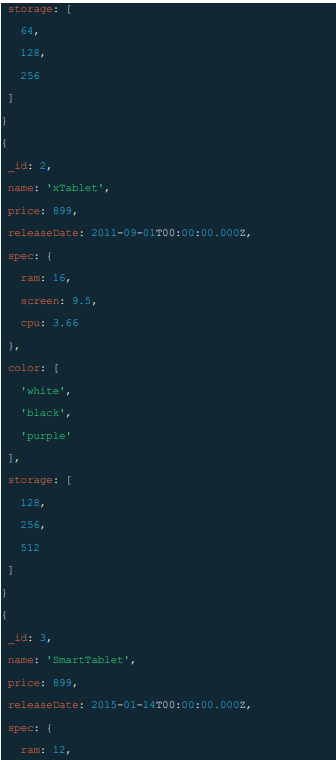 storage: [
64,
128,
256
]
}
{
_id: 2,
name: 'xTablet',
price: 899,
releaseDate: 2011-09-01T00:00:00.000Z,
spec: {
ram: 16,
screen: 9.5,
cpu: 3.66
},
color: [
'white',
'black',
'purple'
],
storage: [
128,
256,
512
]
}
{
_id: 3,
name: 'SmartTablet',
price: 899,
releaseDate: 2015-01-14T00:00:00.000Z,
spec: {
ram: 12,